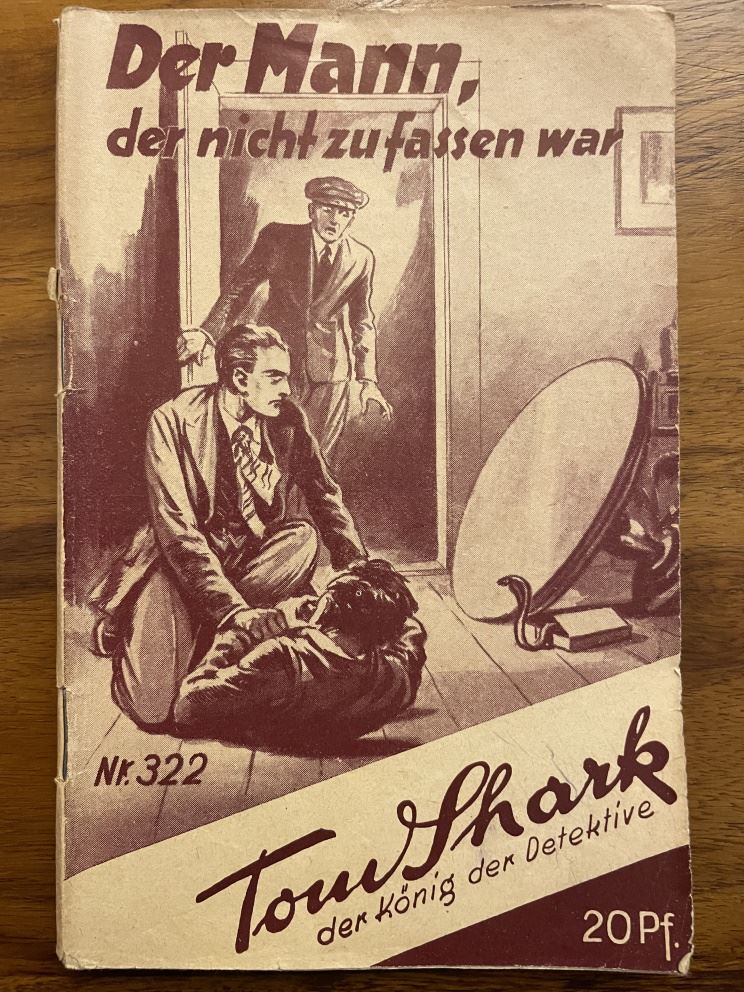 Der Mann,
der nicht zu fassen war
Nr. 322
Tom Shark
der König der Detektive
20 Pf.